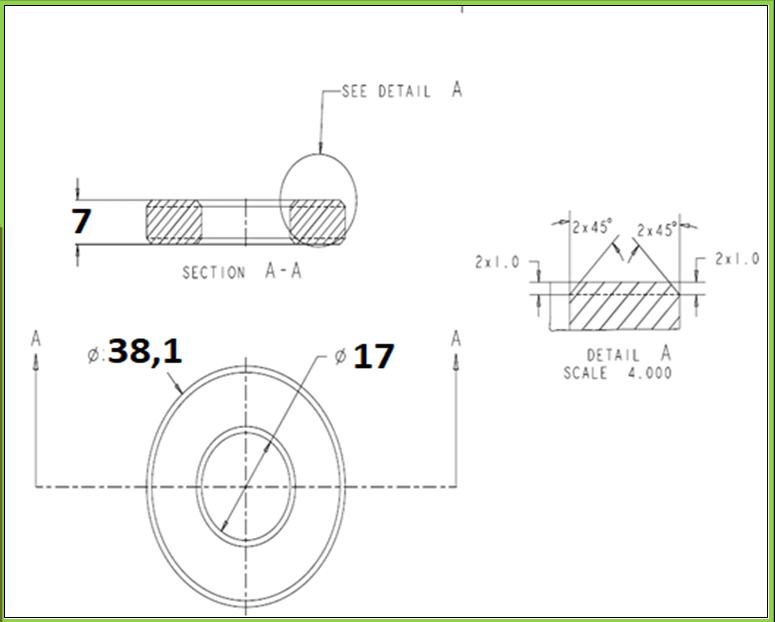 SEE DETAIL A
7
SECTION A-A
2x45° 2x45°
2x1.0 2x1.0
DETAIL A
SCALE 4.000
A A
Ø: 38,1
Ø 17